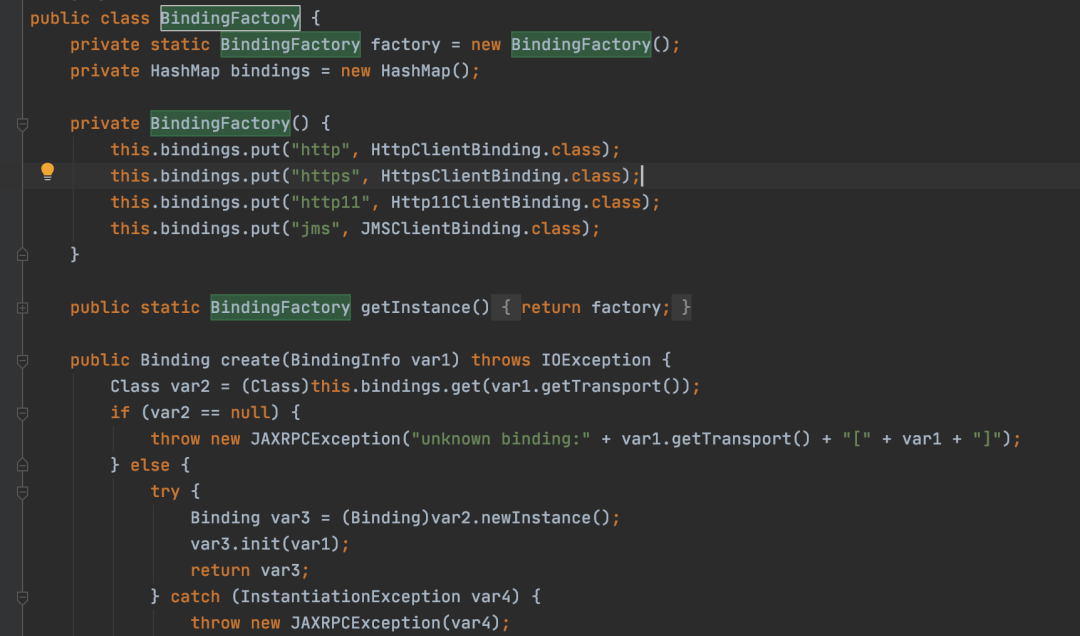 public class BindingFactory {
    private static BindingFactory factory = new BindingFactory();
    private HashMap bindings = new HashMap();

    private BindingFactory() {
        this.bindings.put("http", HttpClientBinding.class);
        this.bindings.put("https", HttpsClientBinding.class);
        this.bindings.put("http11", Http11ClientBinding.class);
        this.bindings.put("jms", JMSClientBinding.class);
    }

    public static BindingFactory getInstance() { return factory; }

    public Binding create(BindingInfo var1) throws IOException {
        Class var2 = (Class)this.bindings.get(var1.getTransport());
        if (var2 == null) {
            throw new JAXRPCException("unknown binding:" + var1.getTransport() + "[" + var1 + "]");
        } else {
            try {
                Binding var3 = (Binding)var2.newInstance();
                var3.init(var1);
                return var3;
            } catch (InstantiationException var4) {
                throw new JAXRPCException(var4);